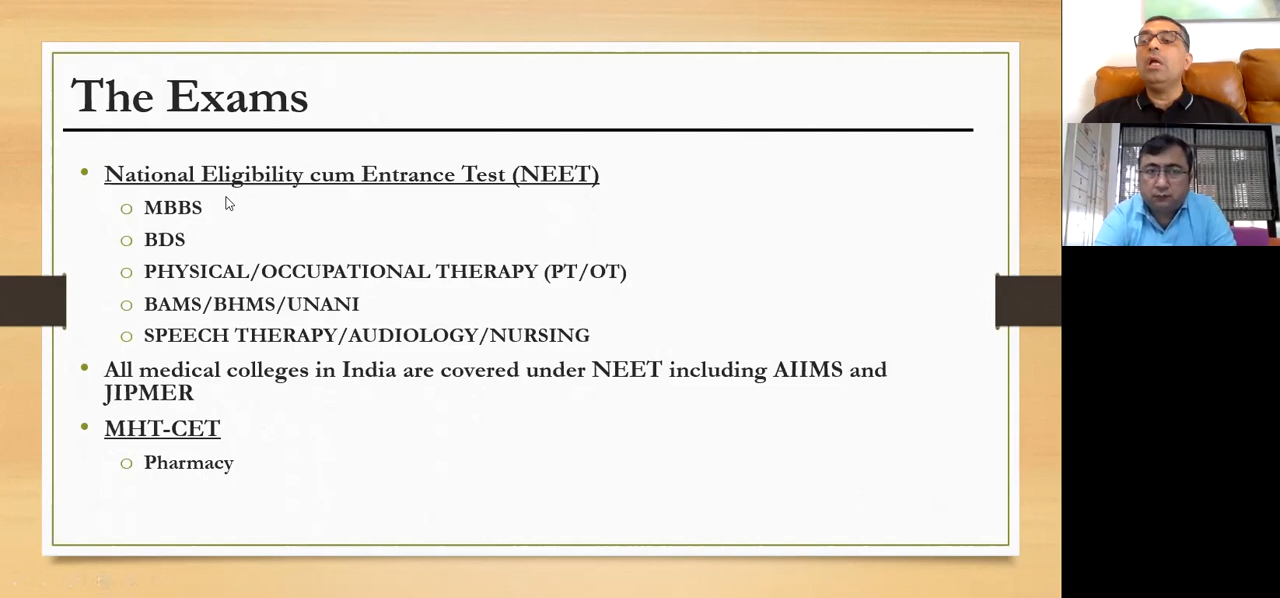 The Exams
National Eligibility cum Entrance Test (NEET)
MBBS
BDS
PHYSICAL/OCCUPATIONAL THERAPY (PT/OT)
BAMS/BHMS/UNANI
SPEECH THERAPY/AUDIOLOGY/NURSING
All medical colleges in India are covered under NEET including AIIMS and
JIPMER
MHT-CET
Pharmacy